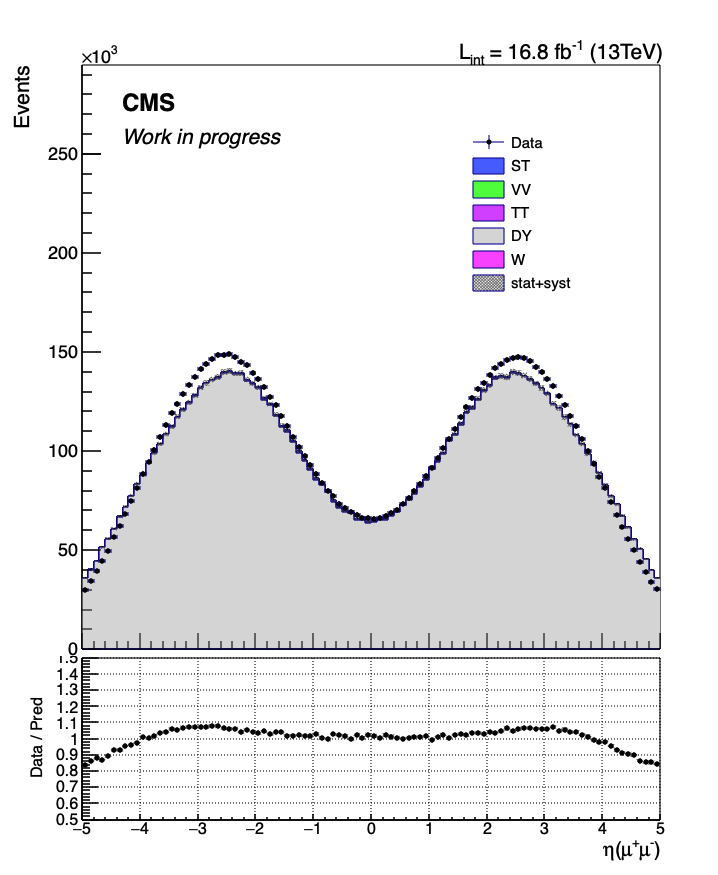 ×10³
L_int = 16.8 fb⁻¹ (13TeV)
Events
CMS
Work in progress
Data
ST
VV
TT
DY
W
stat+syst
250
200
150
100
50
0
1.5
1.4
1.3
1.2
1.1
1
0.9
0.8
0.7
0.6
0.5
Data / Pred
−5 −4 −3 −2 −1 0 1 2 3 4 5
η(μ⁺μ⁻)